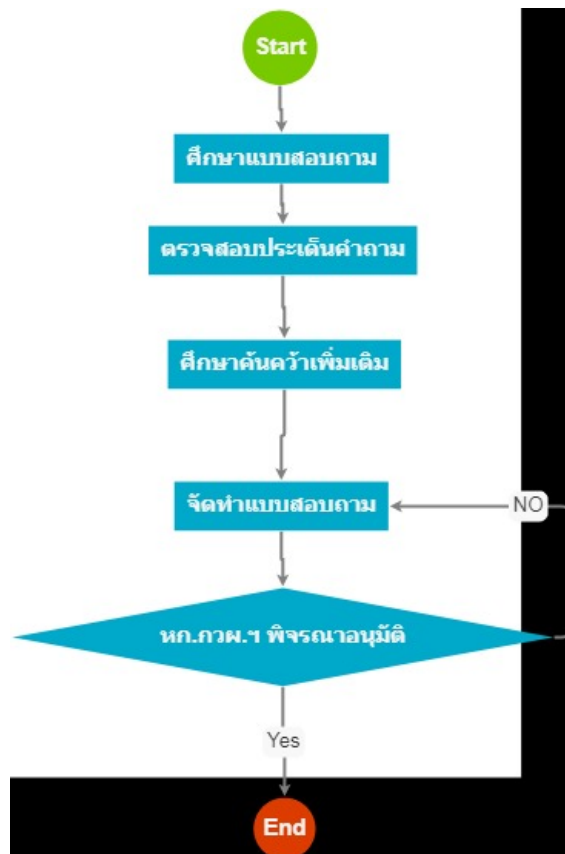 Start
ศึกษาแบบสอบถาม
ตรวจสอบประเด็นคำถาม
ศึกษาค้นคว้าเพิ่มเติม
จัดทำแบบสอบถาม
NO
หก.กวผ.ฯ พิจรณาอนุมัติ
Yes
End